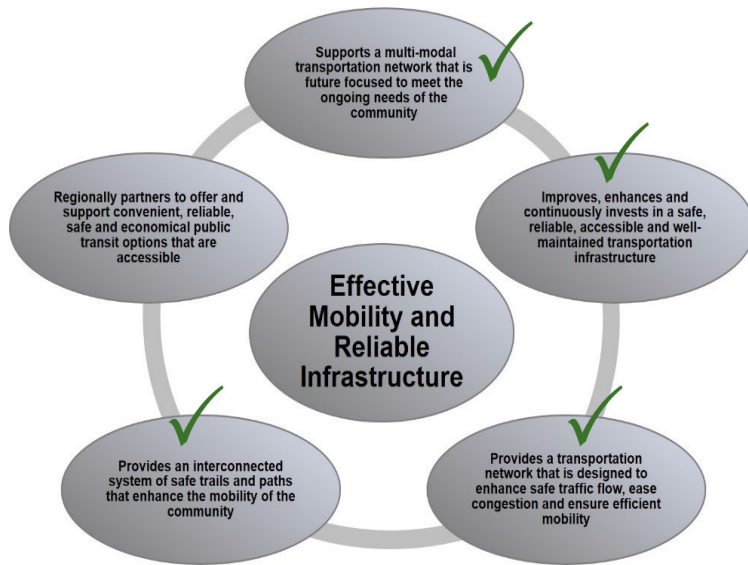 Supports a multi-modal
transportation network that is
future focused to meet the
ongoing needs of the
community
Regionally partners to offer and
support convenient, reliable,
safe and economical public
transit options that are
accessible
Improves, enhances and
continuously invests in a safe,
reliable, accessible and well-
maintained transportation
infrastructure
Effective
Mobility and
Reliable
Infrastructure
Provides an interconnected
system of safe trails and paths
that enhance the mobility of the
community
Provides a transportation
network that is designed to
enhance safe traffic flow, ease
congestion and ensure efficient
mobility